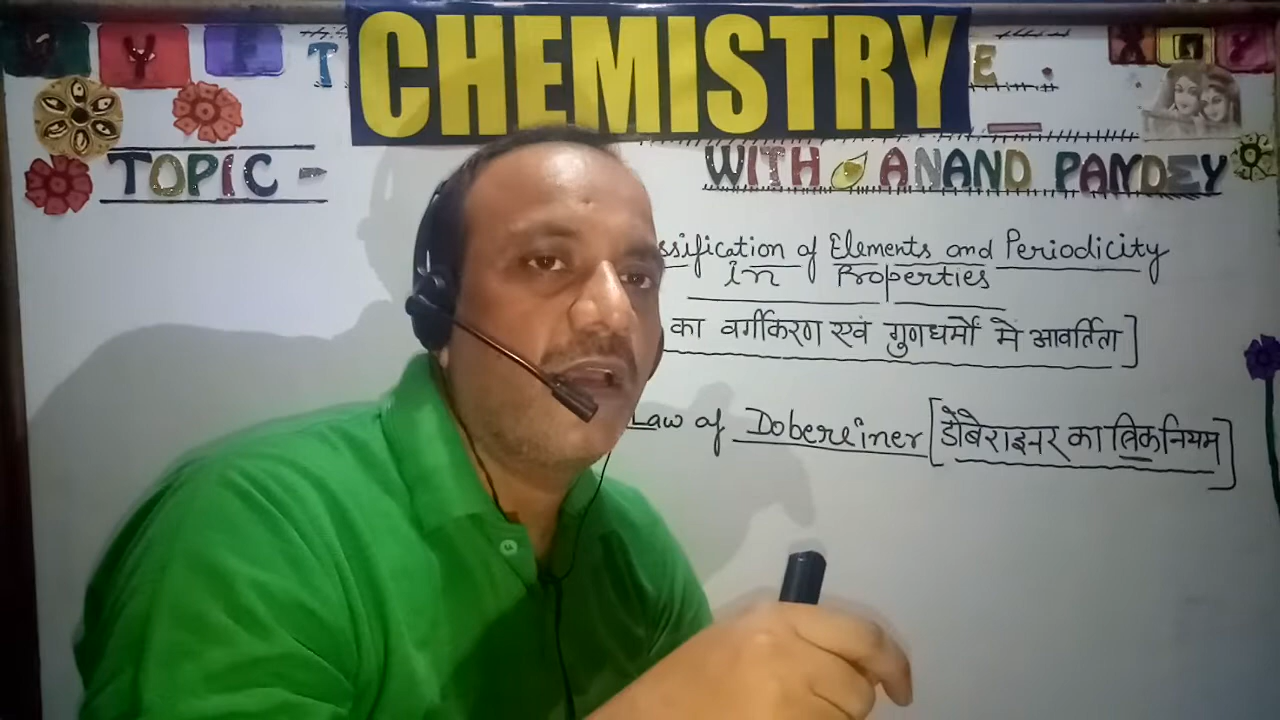 CHEMISTRY
TOPIC -
WITH ANAND PANDEY
ssification of Elements and Periodicity
in Properties
का वर्गीकरण एवं गुणधर्मो मे आवर्तिता]
Law of Dobereiner [डोबेराइनर का त्रिक नियम]